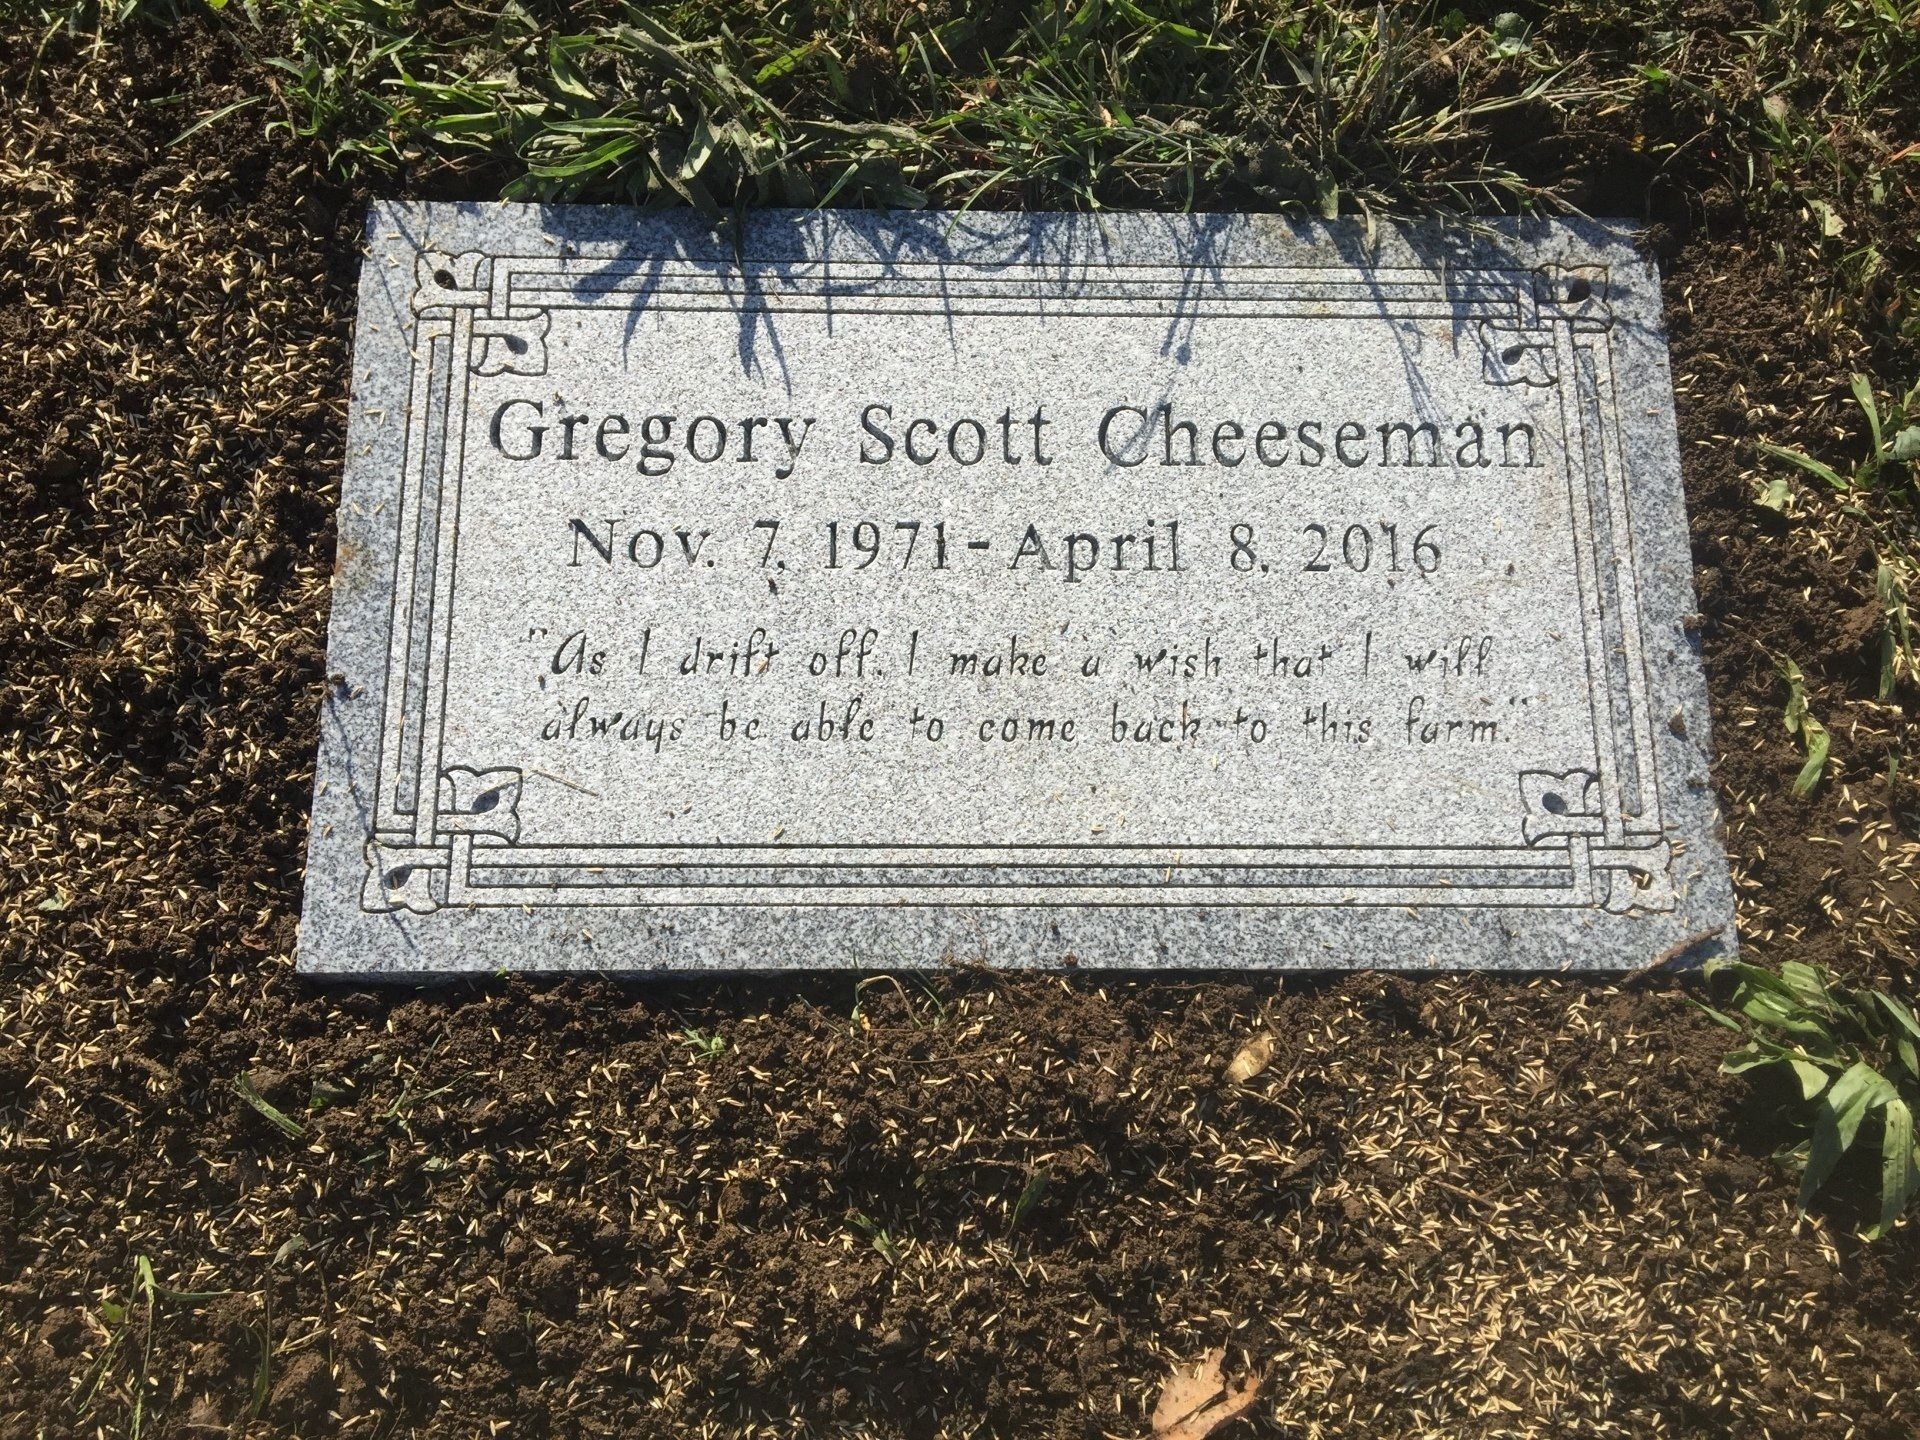 Gregory Scott Cheeseman
Nov. 7, 1971 - April 8, 2016
"As I drift off, I make a wish that I will
always be able to come back to this farm."